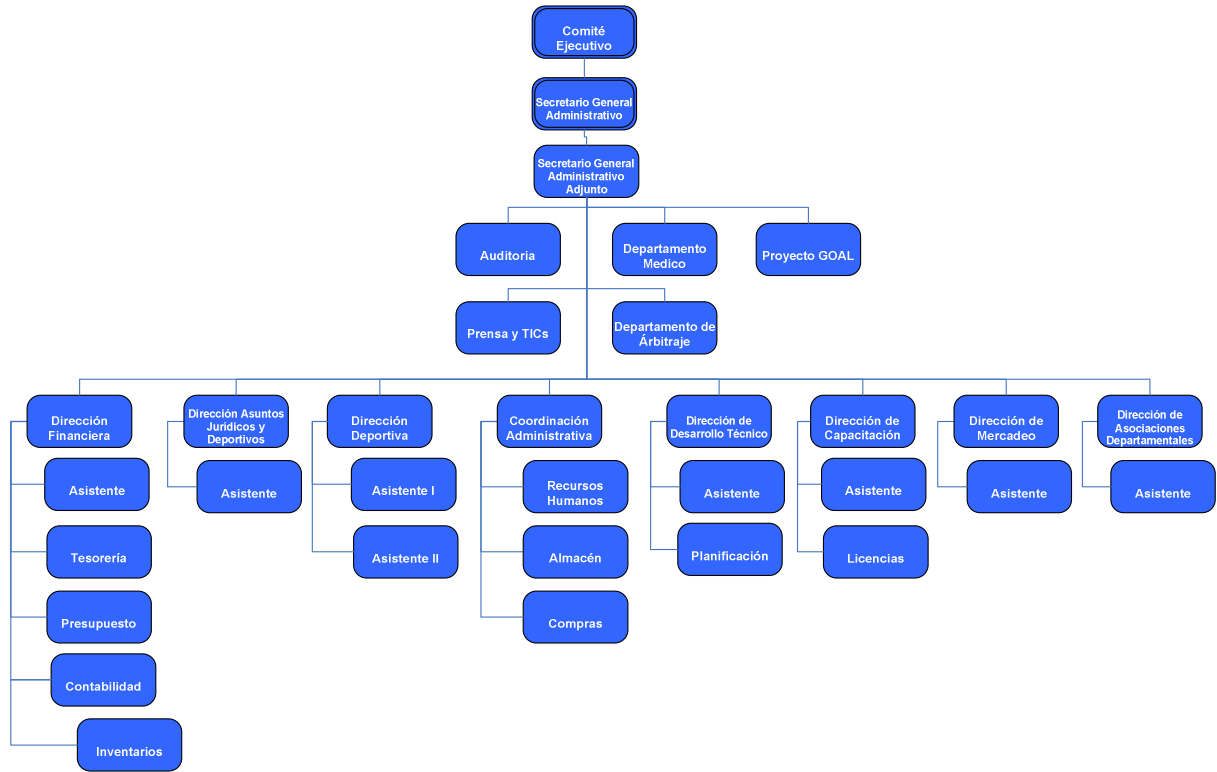 Comité
Ejecutivo
Secretario General
Administrativo
Secretario General
Administrativo
Adjunto
Auditoria
Departamento
Medico
Proyecto GOAL
Prensa y TICs
Departamento de
Árbitraje
Dirección
Financiera
Dirección Asuntos
Jurídicos y
Deportivos
Dirección
Deportiva
Coordinación
Administrativa
Dirección de
Desarrollo Técnico
Dirección de
Capacitación
Dirección de
Mercadeo
Dirección de
Asociaciones
Departamentales
Asistente
Asistente
Asistente I
Recursos
Humanos
Asistente
Asistente
Asistente
Asistente
Tesorería
Asistente II
Almacén
Planificación
Licencias
Presupuesto
Compras
Contabilidad
Inventarios